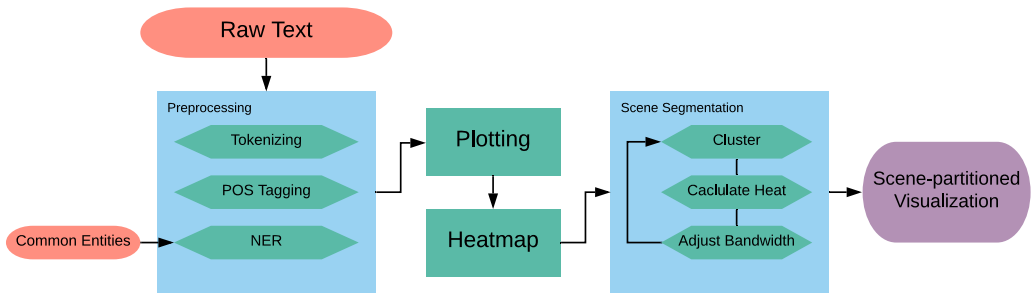 Raw Text
Preprocessing
Tokenizing
POS Tagging
NER
Common Entities
Plotting
Heatmap
Scene Segmentation
Cluster
Caclulate Heat
Adjust Bandwidth
Scene-partitioned
Visualization